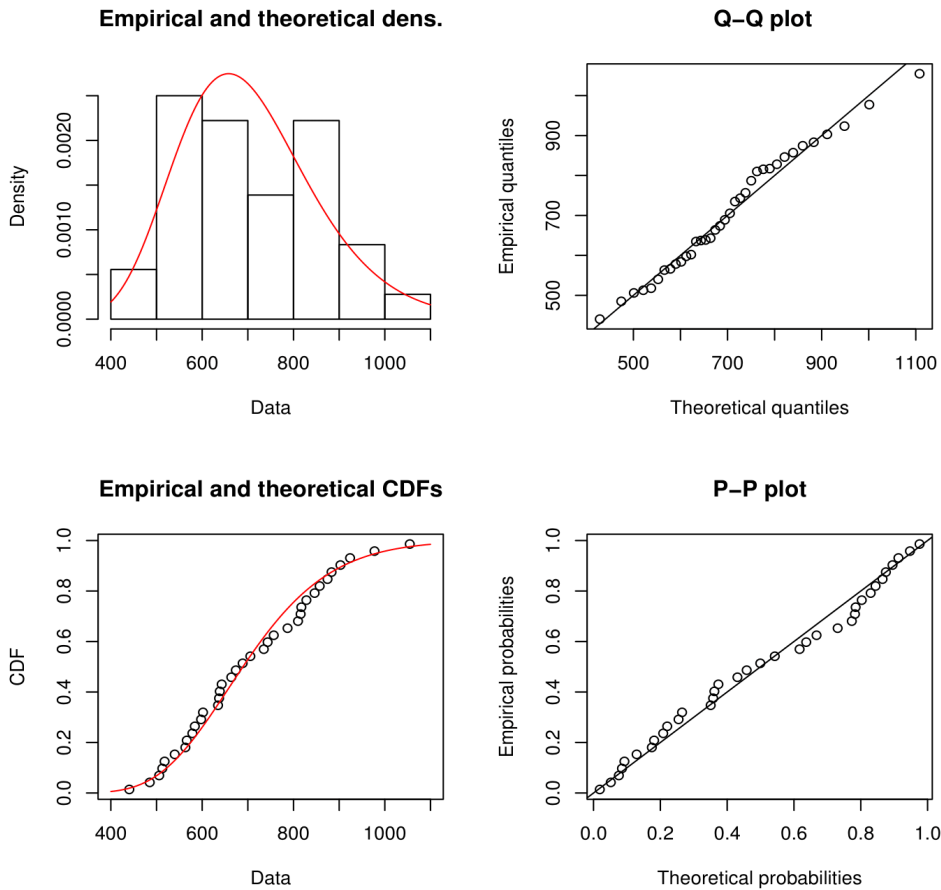 Empirical and theoretical dens.
Density
0.0000 0.0010 0.0020
400 600 800 1000
Data
Q−Q plot
Empirical quantiles
500 700 900
500 700 900 1100
Theoretical quantiles
Empirical and theoretical CDFs
CDF
0.0 0.2 0.4 0.6 0.8 1.0
400 600 800 1000
Data
P−P plot
Empirical probabilities
0.0 0.2 0.4 0.6 0.8 1.0
0.0 0.2 0.4 0.6 0.8 1.0
Theoretical probabilities